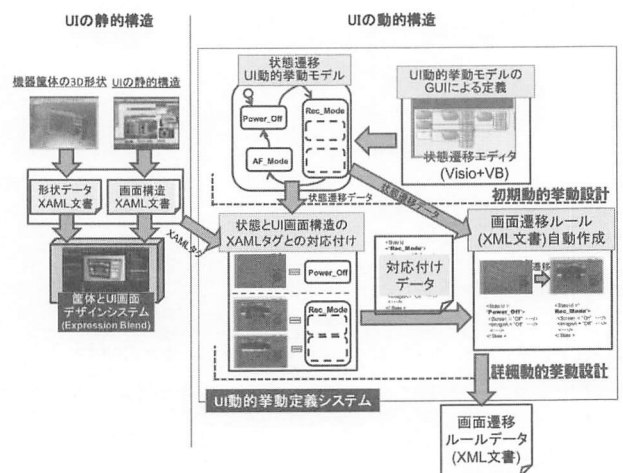 UIの静的構造
UIの動的構造
機器筐体の3D形状
UIの静的構造
形状データ
XAML文書
画面構造
XAML文書
筐体とUI画面
デザインシステム
(Expression Blend)
XAMLタグ
状態遷移
UI動的挙動モデル
Power_Off
Rec_Mode
AF_Mode
UI動的挙動モデルの
GUIによる定義
状態遷移エディタ
(Visio+VB)
初期動的挙動設計
状態遷移データ
状態遷移データ
状態とUI画面構造の
XAMLタグとの対応付け
Power_Off
Rec_Mode
対応付け
データ
画面遷移ルール
(XML文書)自動作成
遷移
"Power_Off">
Rec_Mode">
</State >
</State >
詳細動的挙動設計
UI動的挙動定義システム
画面遷移
ルールデータ
(XML文書)